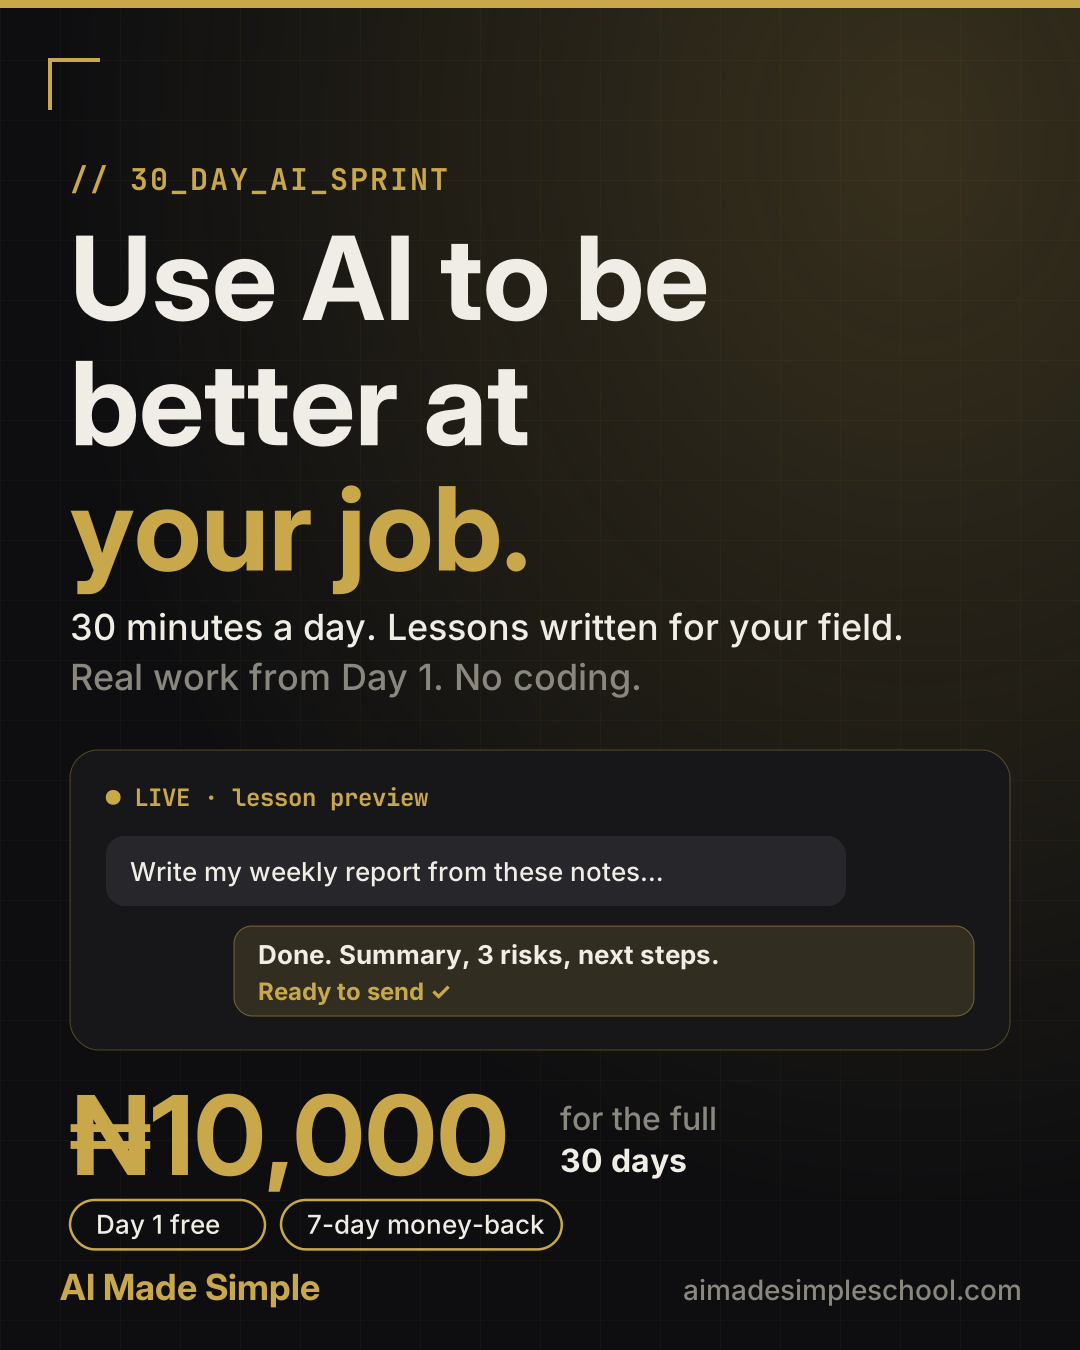 // 30_DAY_AI_SPRINT
Use AI to be
better at
your job.
30 minutes a day. Lessons written for your field.
Real work from Day 1. No coding.
LIVE · lesson preview
Write my weekly report from these notes...
Done. Summary, 3 risks, next steps.
Ready to send ✓
₦10,000
for the full
30 days
Day 1 free
7-day money-back
AI Made Simple
aimadesimpleschool.com